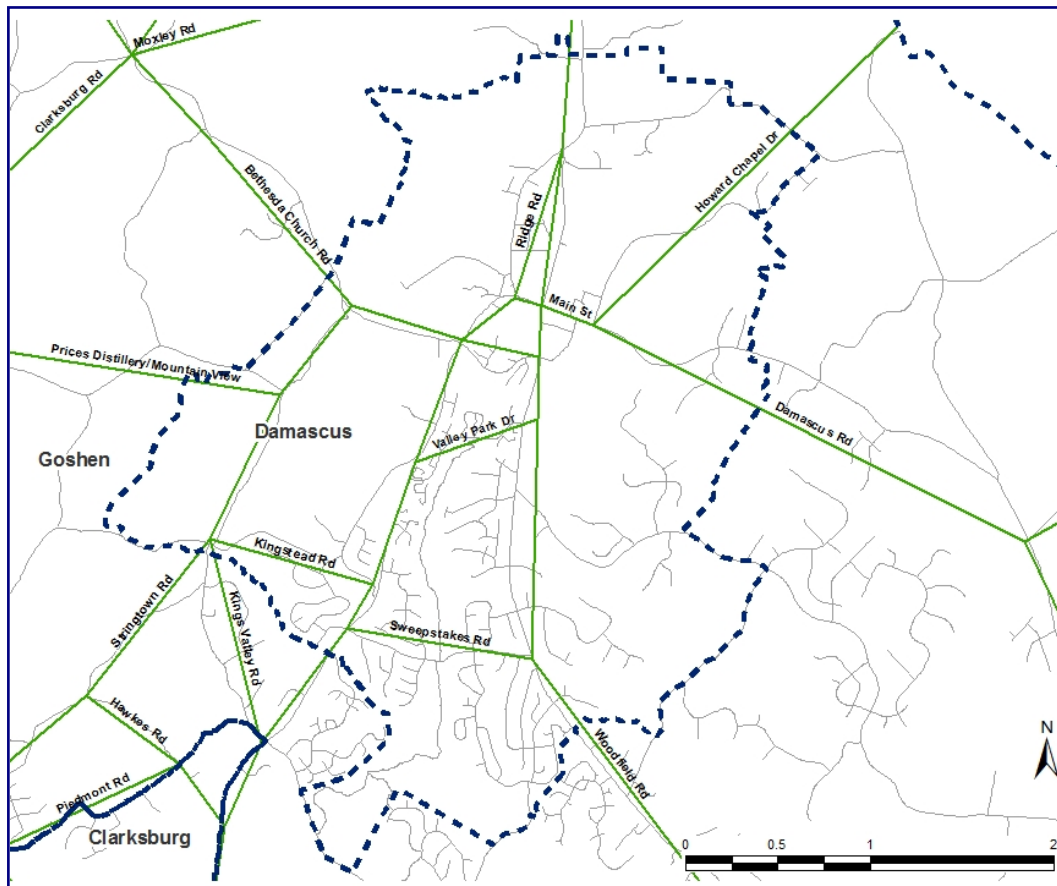 Moxley Rd
Clarksburg Rd
Howard Chapel Dr
Bethesda Church Rd
Ridge Rd
Main St
Prices Distillery/Mountain View
Damascus
Valley Park Dr
Damascus Rd
Goshen
Kingstead Rd
Stringtown Rd
Kings Valley Rd
Sweepstakes Rd
Hawkes Rd
N
Woodfield Rd
Piedmont Rd
Clarksburg
0 0.5 1 2